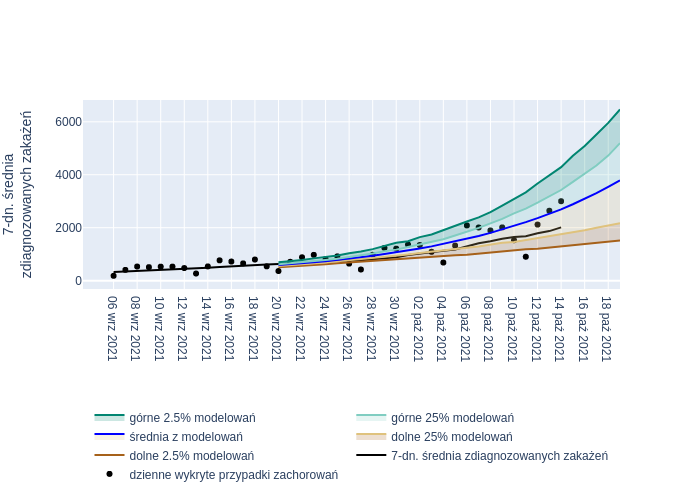 7-dn. średnia
zdiagnozowanych zakażeń
6000
4000
2000
0
06 wrz 2021
08 wrz 2021
10 wrz 2021
12 wrz 2021
14 wrz 2021
16 wrz 2021
18 wrz 2021
20 wrz 2021
22 wrz 2021
24 wrz 2021
26 wrz 2021
28 wrz 2021
30 wrz 2021
02 paź 2021
04 paź 2021
06 paź 2021
08 paź 2021
10 paź 2021
12 paź 2021
14 paź 2021
16 paź 2021
18 paź 2021
górne 2.5% modelowań
górne 25% modelowań
średnia z modelowań
dolne 25% modelowań
dolne 2.5% modelowań
7-dn. średnia zdiagnozowanych zakażeń
dzienne wykryte przypadki zachorowań